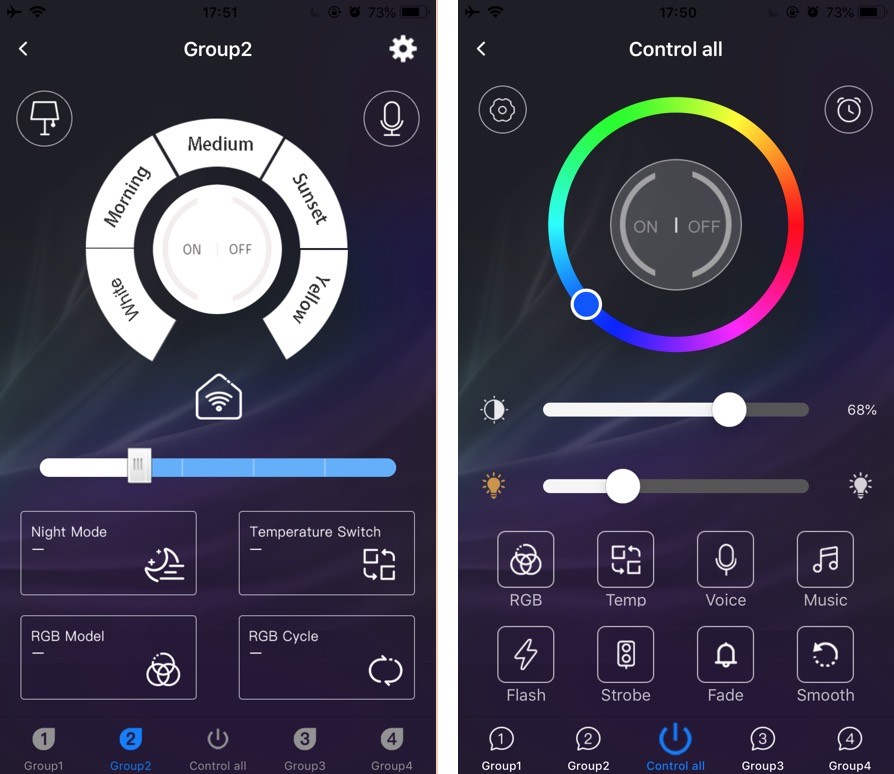 17:51
73%
Group2
Medium
Morning
Sunset
White
Yellow
ON | OFF
Night Mode
Temperature Switch
RGB Model
RGB Cycle
1
2
3
4
Group1
Group2
Control all
Group3
Group4
17:50
73%
Control all
ON | OFF
68%
RGB
Temp
Voice
Music
Flash
Strobe
Fade
Smooth
1
2
3
4
Group1
Group2
Control all
Group3
Group4